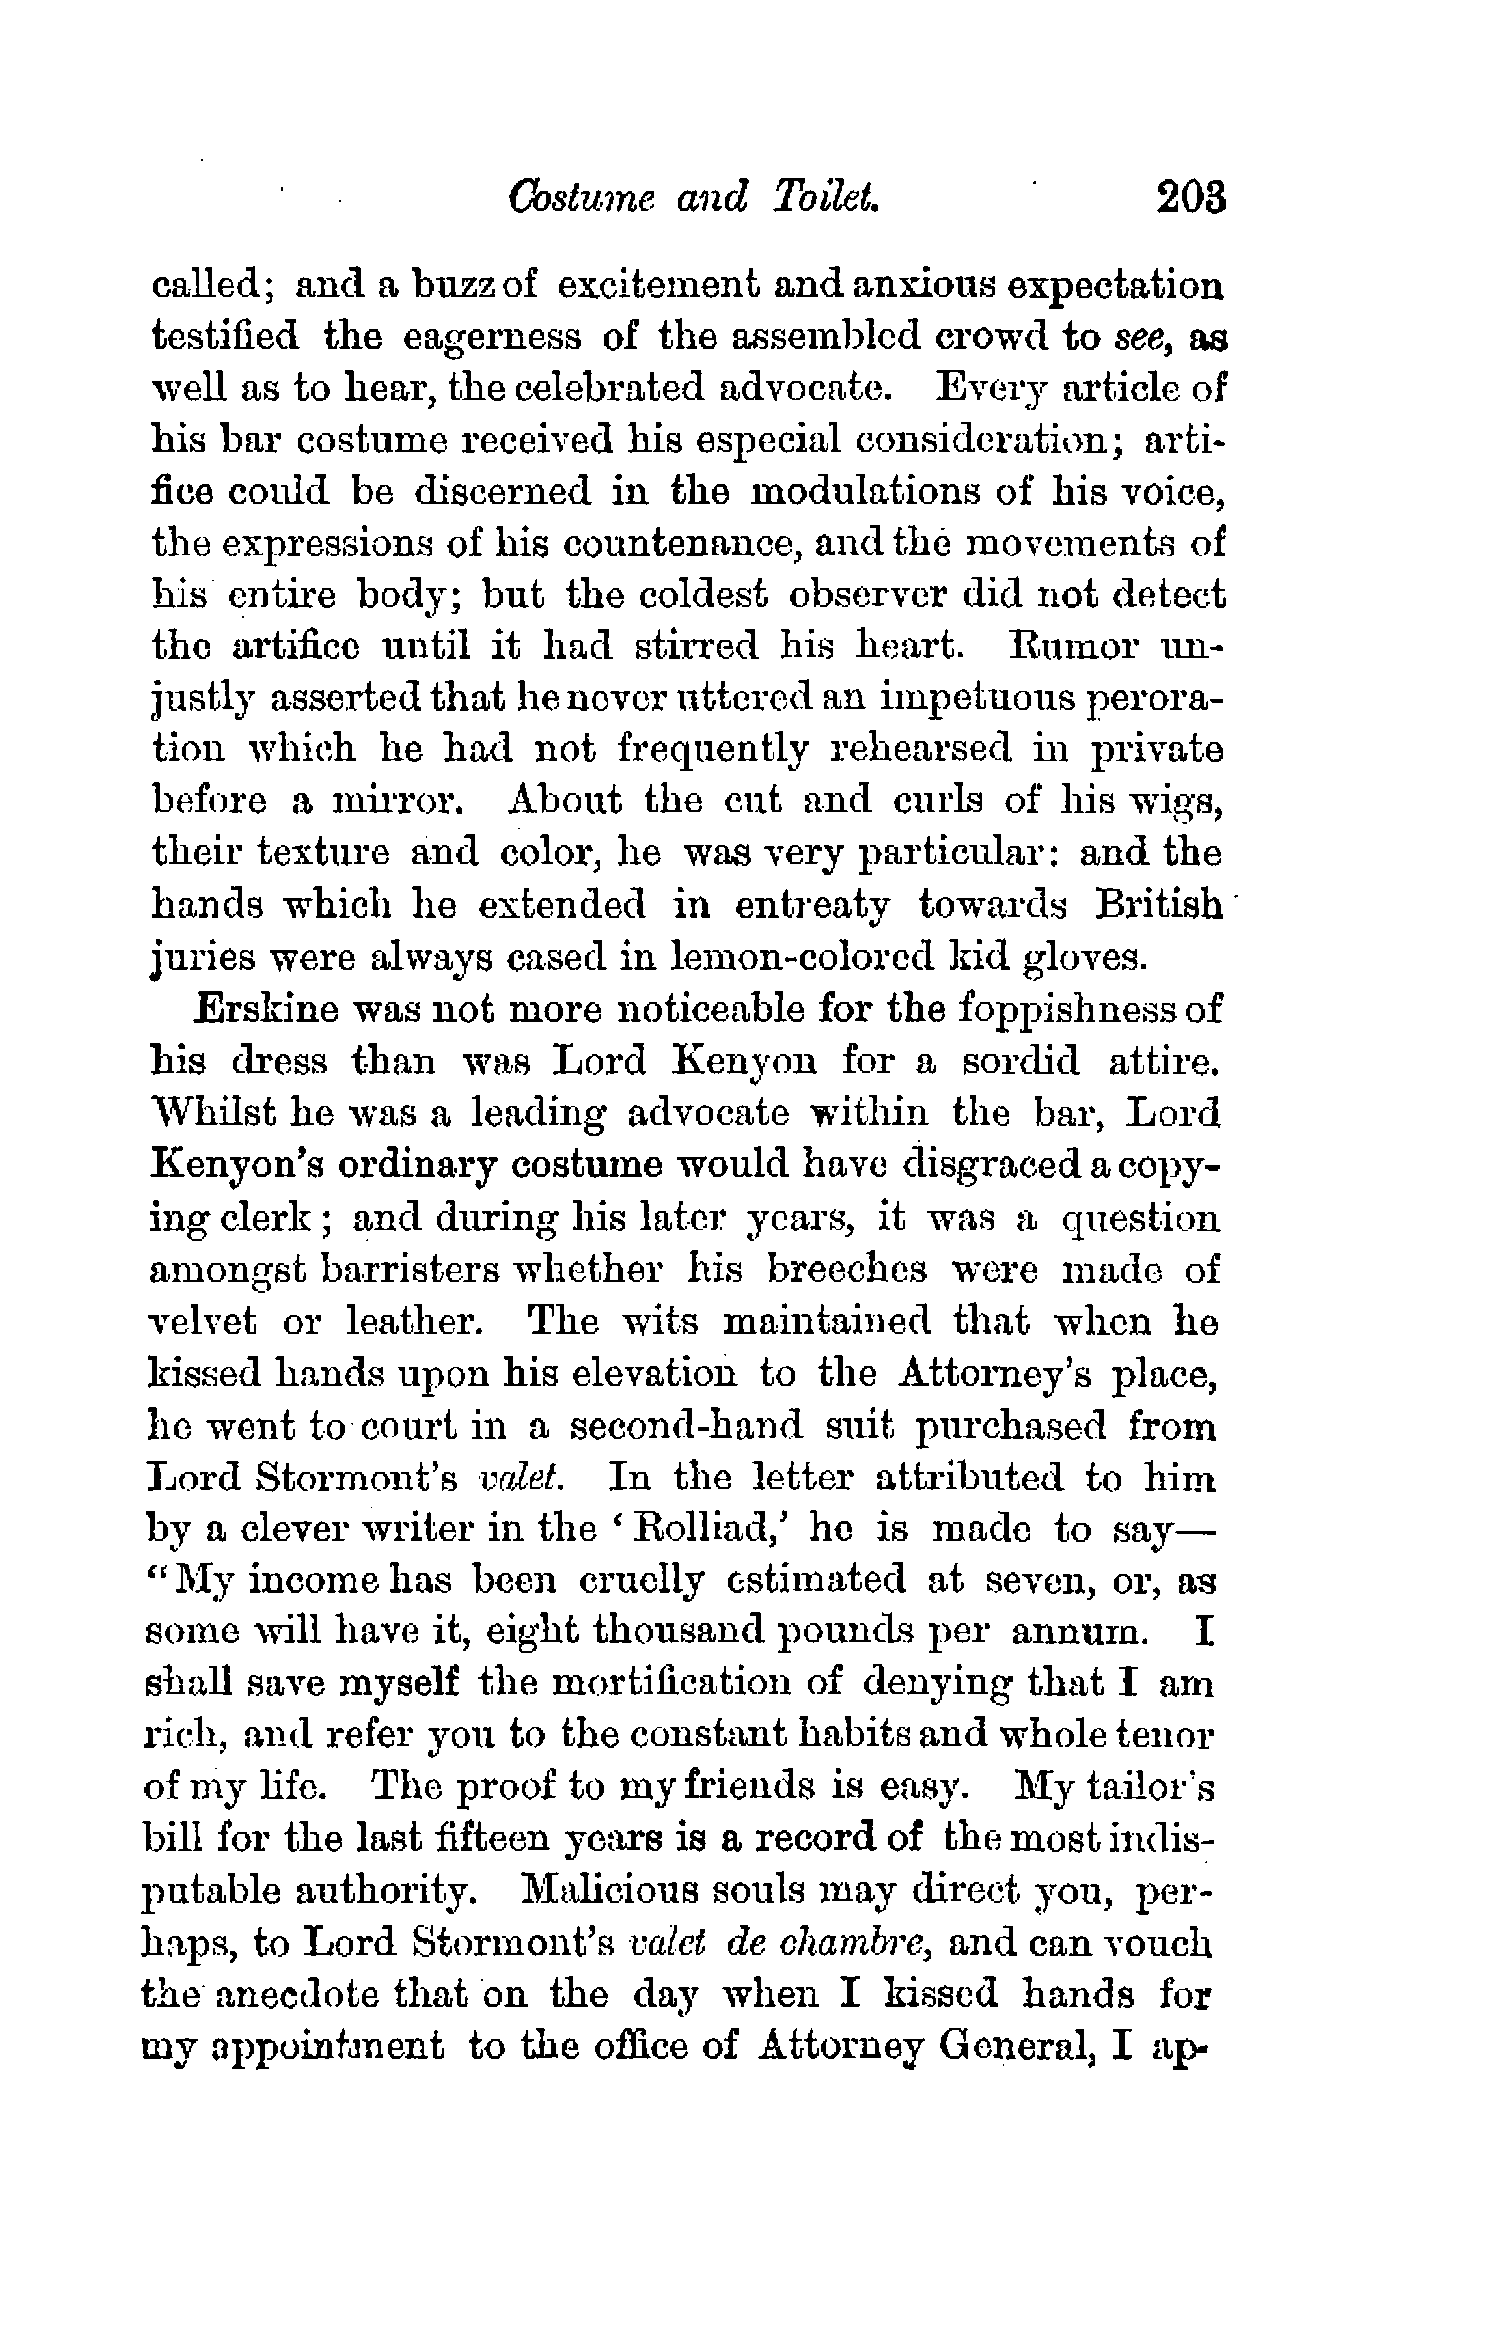 Costume and Toilet. 203
called; and a buzz of excitement and anxious expectation
testified the eagerness of the assembled crowd to see, as
well as to hear, the celebrated advocate. Every article of
his bar costume received his especial consideration; arti-
fice could be discerned in the modulations of his voice,
the expressions of his countenance, and the movements of
his entire body; but the coldest observer did not detect
the artifice until it had stirred his heart. Rumor un-
justly asserted that he never uttered an impetuous perora-
tion which he had not frequently rehearsed in private
before a mirror. About the cut and curls of his wigs,
their texture and color, he was very particular: and the
hands which he extended in entreaty towards British
juries were always cased in lemon-colored kid gloves.
Erskine was not more noticeable for the foppishness of
his dress than was Lord Kenyon for a sordid attire.
Whilst he was a leading advocate within the bar, Lord
Kenyon's ordinary costume would have disgraced a copy-
ing clerk; and during his later years, it was a question
amongst barristers whether his breeches were made of
velvet or leather. The wits maintained that when he
kissed hands upon his elevation to the Attorney's place,
he went to court in a second-hand suit purchased from
Lord Stormont's valet. In the letter attributed to him
by a clever writer in the 'Rolliad,' he is made to say—
"My income has been cruelly estimated at seven, or, as
some will have it, eight thousand pounds per annum. I
shall save myself the mortification of denying that I am
rich, and refer you to the constant habits and whole tenor
of my life. The proof to my friends is easy. My tailor's
bill for the last fifteen years is a record of the most indis-
putable authority. Malicious souls may direct you, per-
haps, to Lord Stormont's valet de chambre, and can vouch
the anecdote that on the day when I kissed hands for
my appointment to the office of Attorney General, I ap-